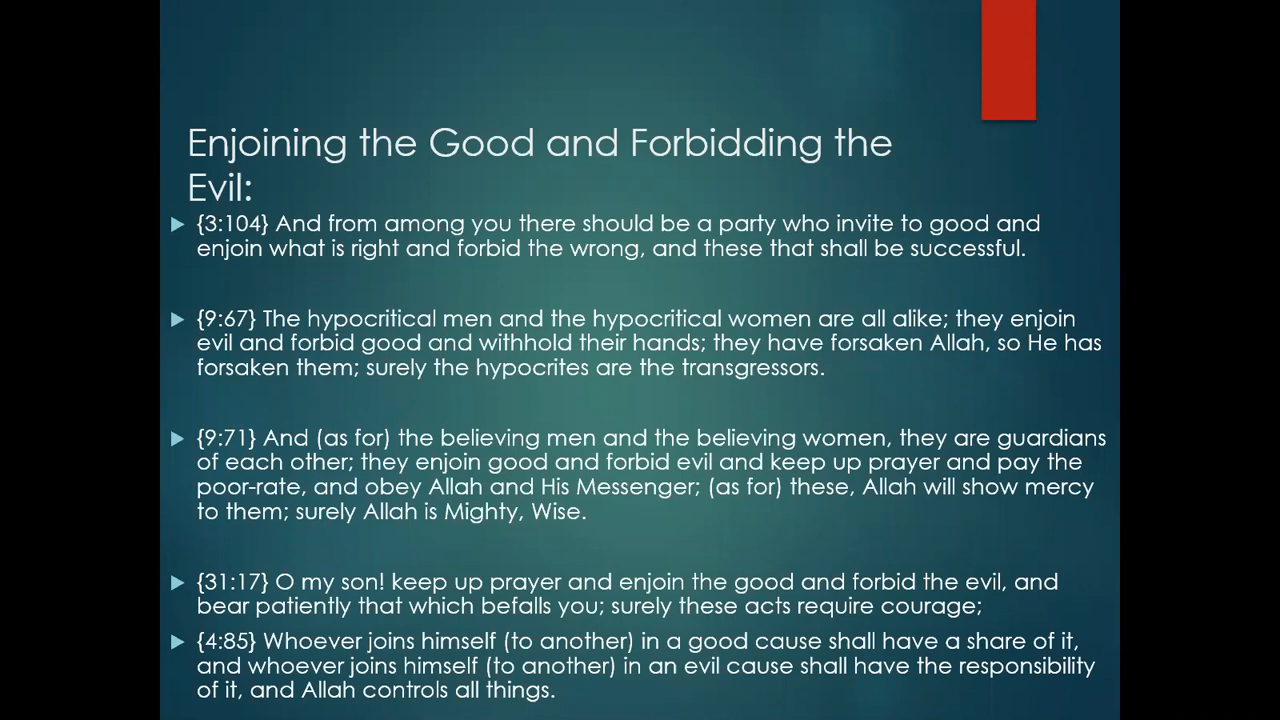 Enjoining the Good and Forbidding the
Evil:
{3:104} And from among you there should be a party who invite to good and
enjoin what is right and forbid the wrong, and these that shall be successful.
{9:67} The hypocritical men and the hypocritical women are all alike; they enjoin
evil and forbid good and withhold their hands; they have forsaken Allah, so He has
forsaken them; surely the hypocrites are the transgressors.
{9:71} And (as for) the believing men and the believing women, they are guardians
of each other; they enjoin good and forbid evil and keep up prayer and pay the
poor-rate, and obey Allah and His Messenger; (as for) these, Allah will show mercy
to them; surely Allah is Mighty, Wise.
{31:17} O my son! keep up prayer and enjoin the good and forbid the evil, and
bear patiently that which befalls you; surely these acts require courage;
{4:85} Whoever joins himself (to another) in a good cause shall have a share of it,
and whoever joins himself (to another) in an evil cause shall have the responsibility
of it, and Allah controls all things.